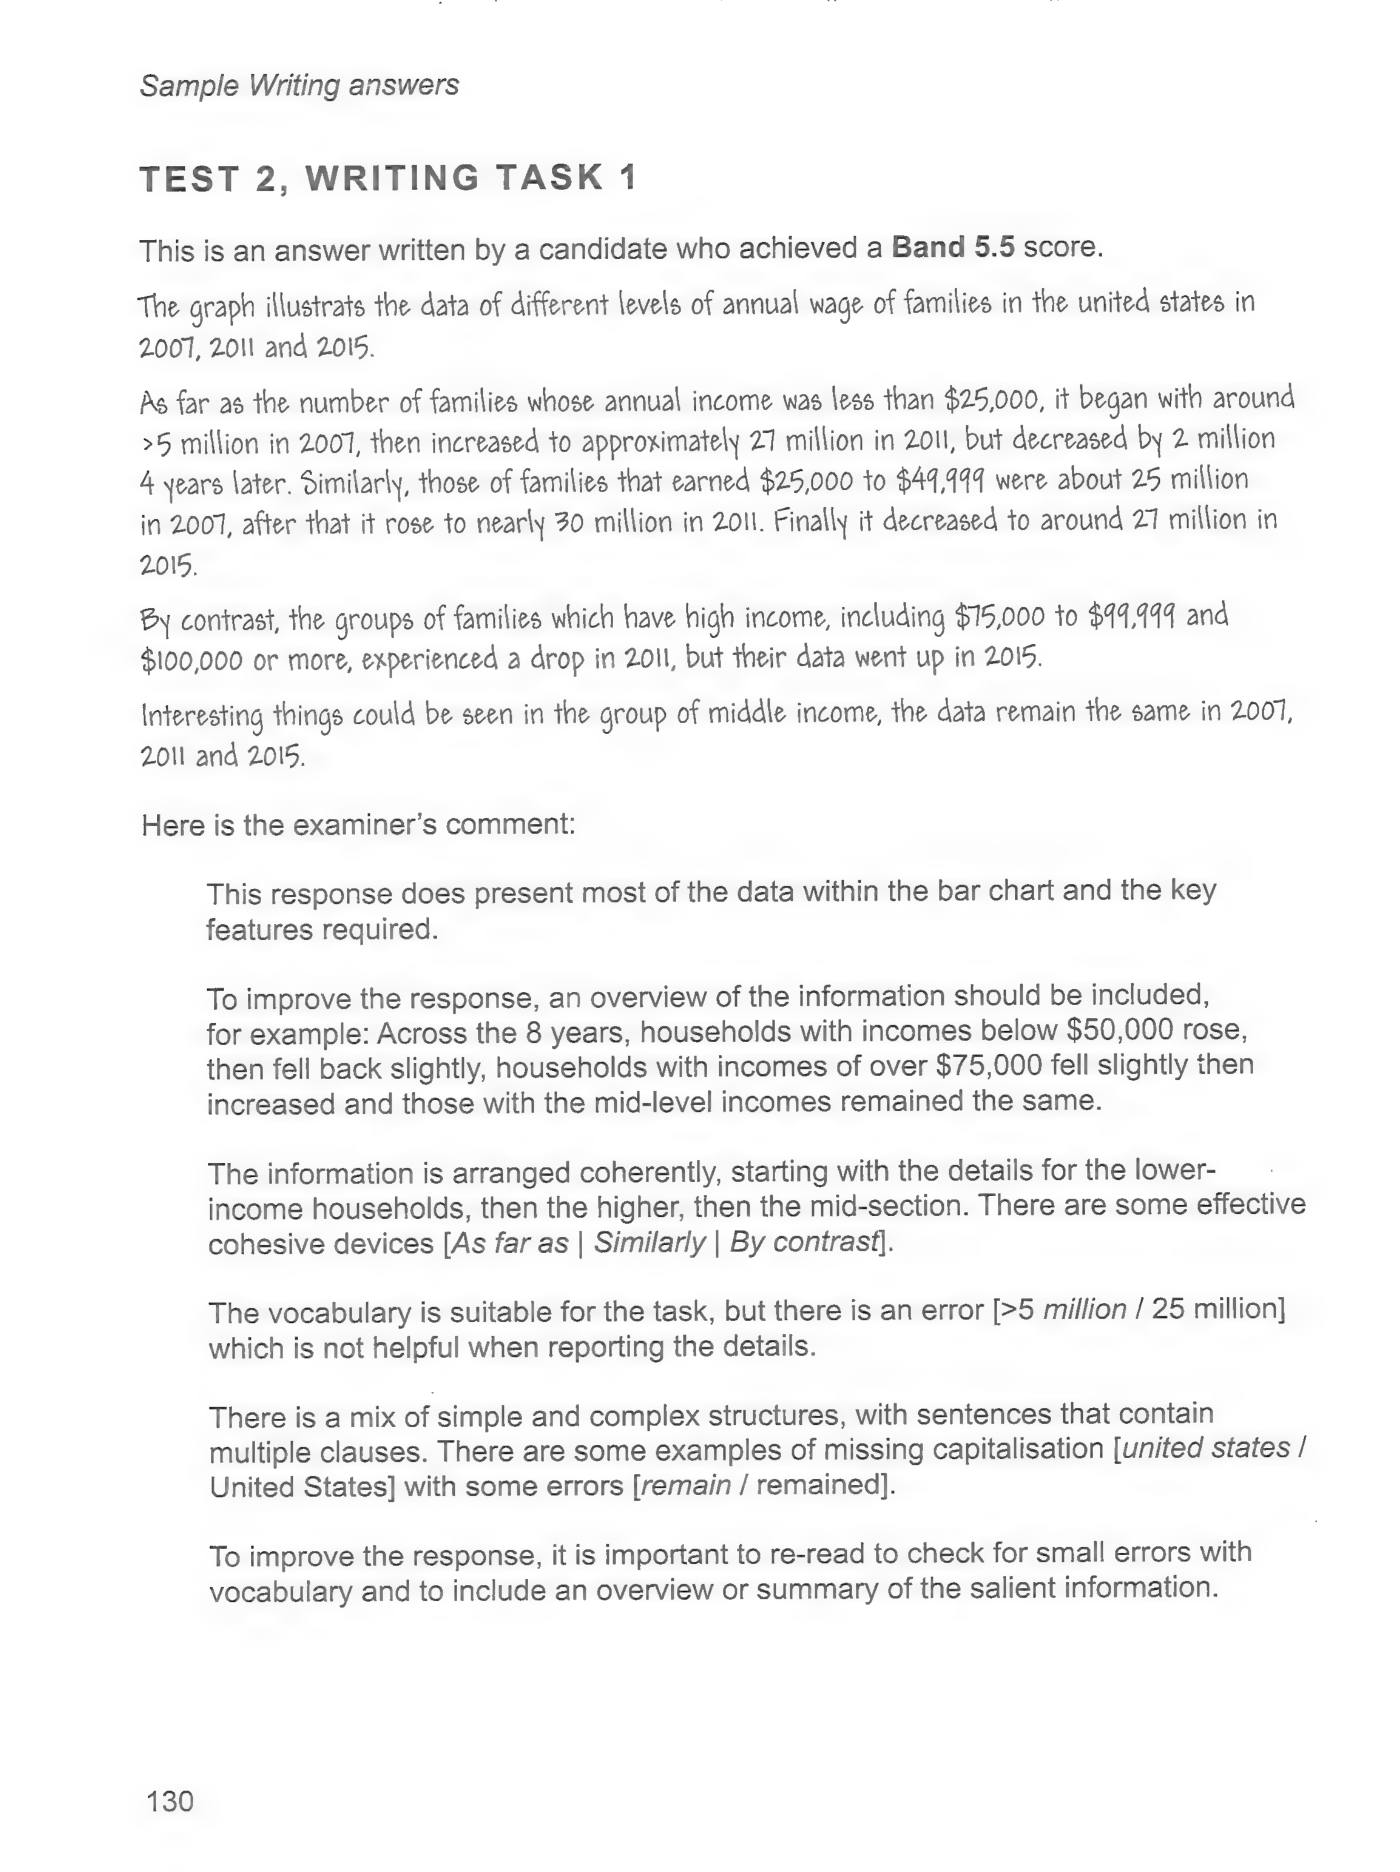 Sample Writing answers
TEST 2, WRITING TASK 1
This is an answer written by a candidate who achieved a Band 5.5 score.
The graph illustrats the data of different levels of annual wage of families in the united states in
2007, 2011 and 2015.
As far as the number of families whose annual income was less than $25,000, it began with around
>5 million in 2007, then increased to approximately 27 million in 2011, but decreased by 2 million
4 years later. Similarly, those of families that earned $25,000 to $49,999 were about 25 million
in 2007, after that it rose to nearly 30 million in 2011. Finally it decreased to around 27 million in
2015.
By contrast, the groups of families which have high income, including $75,000 to $99,999 and
$100,000 or more, experienced a drop in 2011, but their data went up in 2015.
Interesting things could be seen in the group of middle income, the data remain the same in 2007,
2011 and 2015.
Here is the examiner's comment:
This response does present most of the data within the bar chart and the key
features required.
To improve the response, an overview of the information should be included,
for example: Across the 8 years, households with incomes below $50,000 rose,
then fell back slightly, households with incomes of over $75,000 fell slightly then
increased and those with the mid-level incomes remained the same.
The information is arranged coherently, starting with the details for the lower-
income households, then the higher, then the mid-section. There are some effective
cohesive devices [As far as | Similarly | By contrast].
The vocabulary is suitable for the task, but there is an error [>5 million / 25 million]
which is not helpful when reporting the details.
There is a mix of simple and complex structures, with sentences that contain
multiple clauses. There are some examples of missing capitalisation [united states /
United States] with some errors [remain / remained].
To improve the response, it is important to re-read to check for small errors with
vocabulary and to include an overview or summary of the salient information.
130